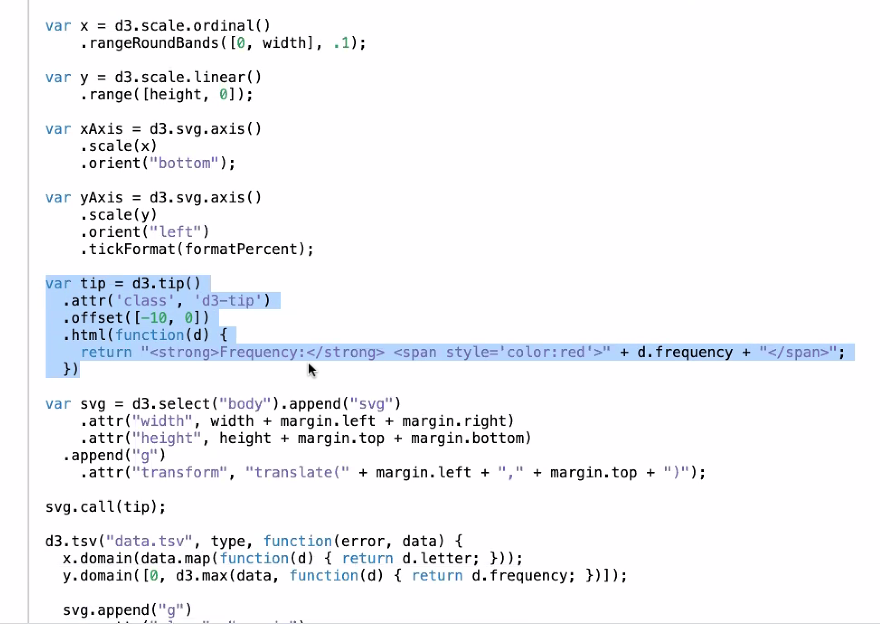 var x = d3.scale.ordinal()
    .rangeRoundBands([0, width], .1);

var y = d3.scale.linear()
    .range([height, 0]);

var xAxis = d3.svg.axis()
    .scale(x)
    .orient("bottom");

var yAxis = d3.svg.axis()
    .scale(y)
    .orient("left")
    .tickFormat(formatPercent);

var tip = d3.tip()
  .attr('class', 'd3-tip')
  .offset([-10, 0])
  .html(function(d) {
    return "<strong>Frequency:</strong> <span style='color:red'>" + d.frequency + "</span>";
  })

var svg = d3.select("body").append("svg")
    .attr("width", width + margin.left + margin.right)
    .attr("height", height + margin.top + margin.bottom)
  .append("g")
    .attr("transform", "translate(" + margin.left + "," + margin.top + ")");

svg.call(tip);

d3.tsv("data.tsv", type, function(error, data) {
  x.domain(data.map(function(d) { return d.letter; }));
  y.domain([0, d3.max(data, function(d) { return d.frequency; })]);

  svg.append("g")